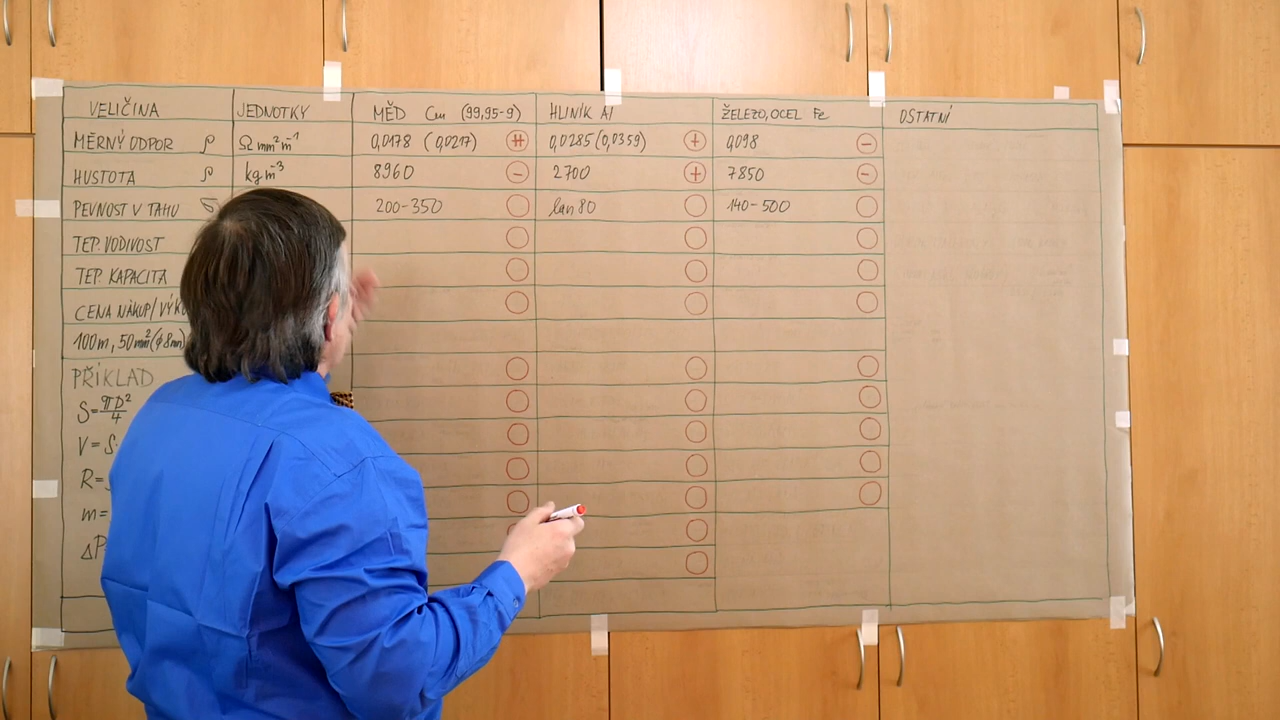 VELIČINA JEDNOTKY MĚD Cu (99,95-9) HLINÍK Al ŽELEZO, OCEL Fe OSTATNÍ
MĚRNÝ ODPOR ρ Ω mm² m⁻¹ 0,0178 (0,0217) ++ 0,0285 (0,0359) + 0,098 −
HUSTOTA ρ kg m⁻³ 8960 − 2700 + 7850 −
PEVNOST V TAHU σ 200-350 lan 80 140-500
TEP. VODIVOST
TEP. KAPACITA
CENA NÁKUP/
100m, 50mm² (ϕ8mm)
PŘÍKLAD
S = πD²/4
V = S
R =
m =
ΔP